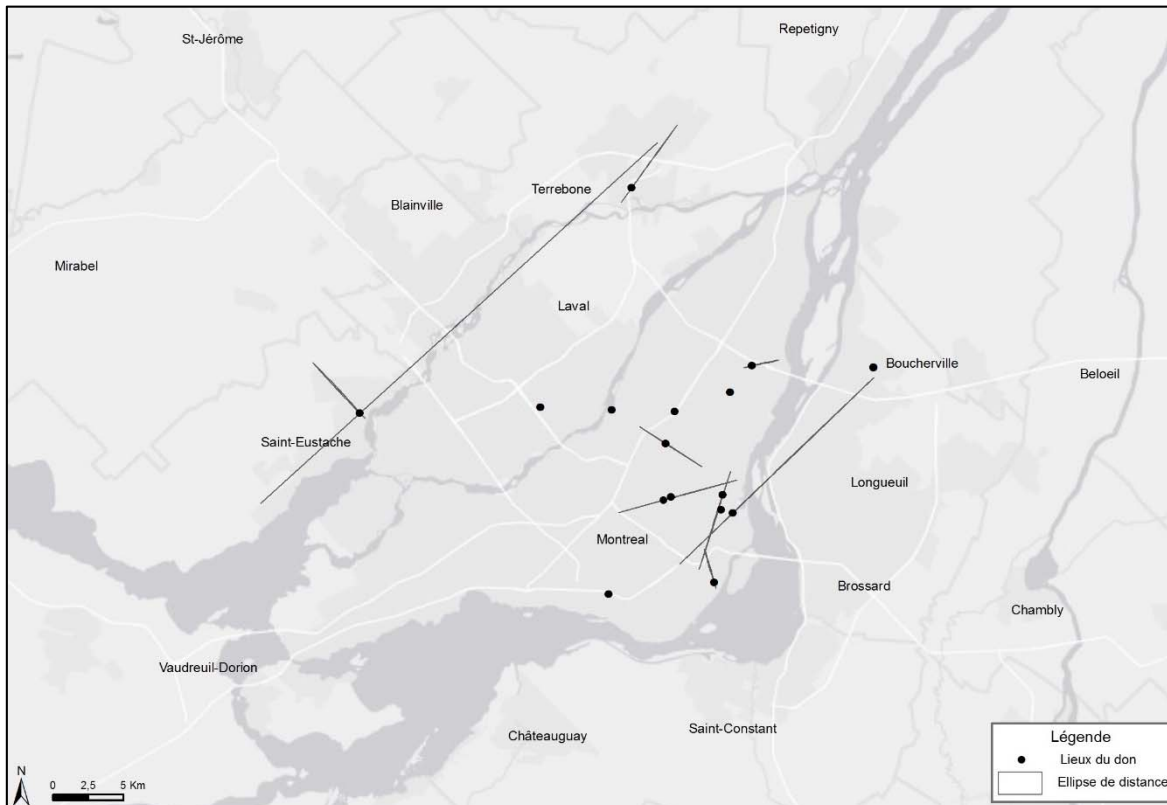 St-Jérôme
Repetigny
Terrebone
Blainville
Mirabel
Laval
Boucherville
Beloeil
Saint-Eustache
Longueuil
Montreal
Brossard
Chambly
Vaudreuil-Dorion
Saint-Constant
Châteauguay
Légende
Lieux du don
Ellipse de distance
N
0 2,5 5 Km